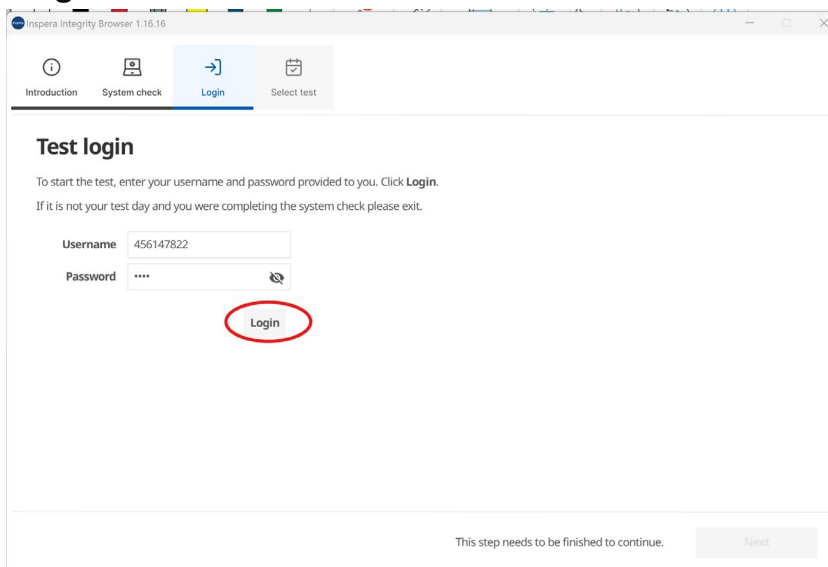 Inspera Integrity Browser 1.16.16
Introduction
System check
Login
Select test
Test login
To start the test, enter your username and password provided to you. Click Login.
If it is not your test day and you were completing the system check please exit.
Username 456147822
Password ••••
Login
This step needs to be finished to continue. Next